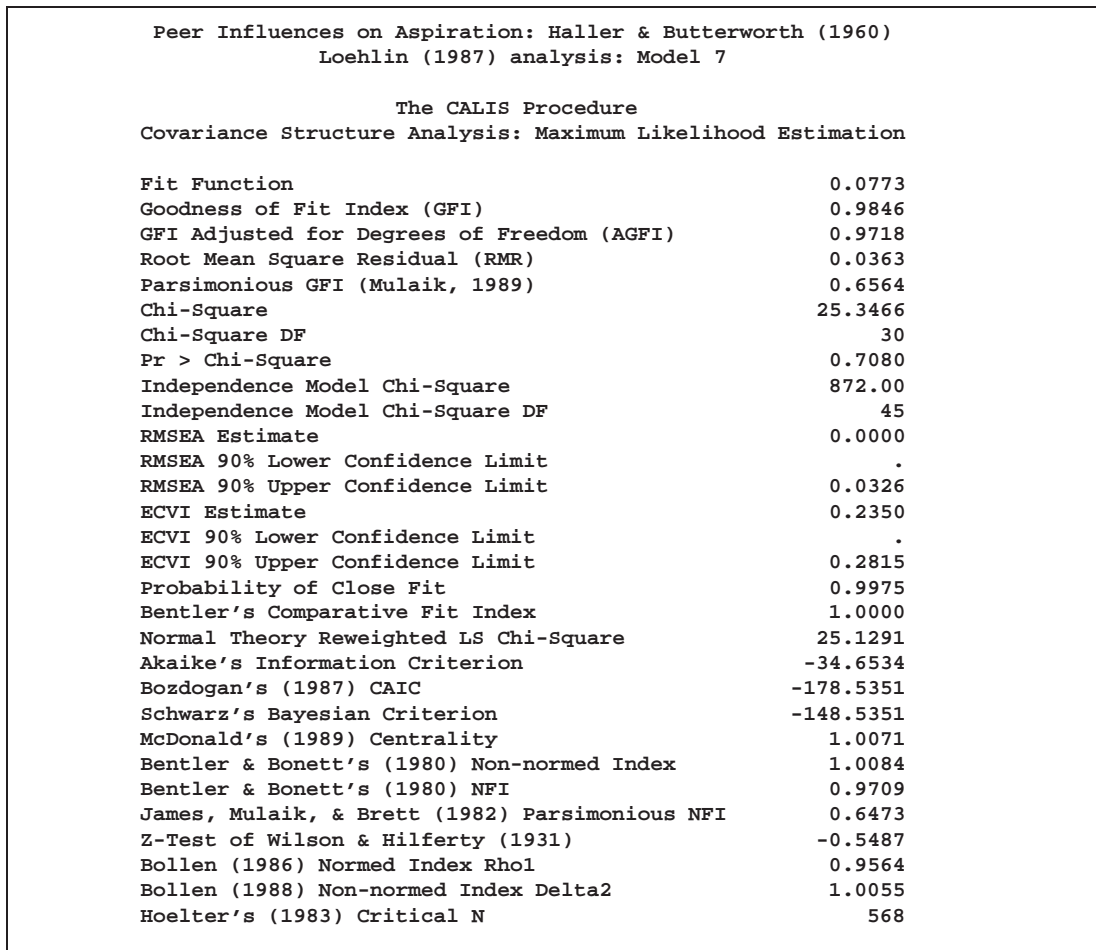 Peer Influences on Aspiration: Haller & Butterworth (1960)
Loehlin (1987) analysis: Model 7
The CALIS Procedure
Covariance Structure Analysis: Maximum Likelihood Estimation
Fit Function 0.0773
Goodness of Fit Index (GFI) 0.9846
GFI Adjusted for Degrees of Freedom (AGFI) 0.9718
Root Mean Square Residual (RMR) 0.0363
Parsimonious GFI (Mulaik, 1989) 0.6564
Chi-Square 25.3466
Chi-Square DF 30
Pr > Chi-Square 0.7080
Independence Model Chi-Square 872.00
Independence Model Chi-Square DF 45
RMSEA Estimate 0.0000
RMSEA 90% Lower Confidence Limit .
RMSEA 90% Upper Confidence Limit 0.0326
ECVI Estimate 0.2350
ECVI 90% Lower Confidence Limit .
ECVI 90% Upper Confidence Limit 0.2815
Probability of Close Fit 0.9975
Bentler’s Comparative Fit Index 1.0000
Normal Theory Reweighted LS Chi-Square 25.1291
Akaike’s Information Criterion -34.6534
Bozdogan’s (1987) CAIC -178.5351
Schwarz’s Bayesian Criterion -148.5351
McDonald’s (1989) Centrality 1.0071
Bentler & Bonett’s (1980) Non-normed Index 1.0084
Bentler & Bonett’s (1980) NFI 0.9709
James, Mulaik, & Brett (1982) Parsimonious NFI 0.6473
Z-Test of Wilson & Hilferty (1931) -0.5487
Bollen (1986) Normed Index Rho1 0.9564
Bollen (1988) Non-normed Index Delta2 1.0055
Hoelter’s (1983) Critical N 568